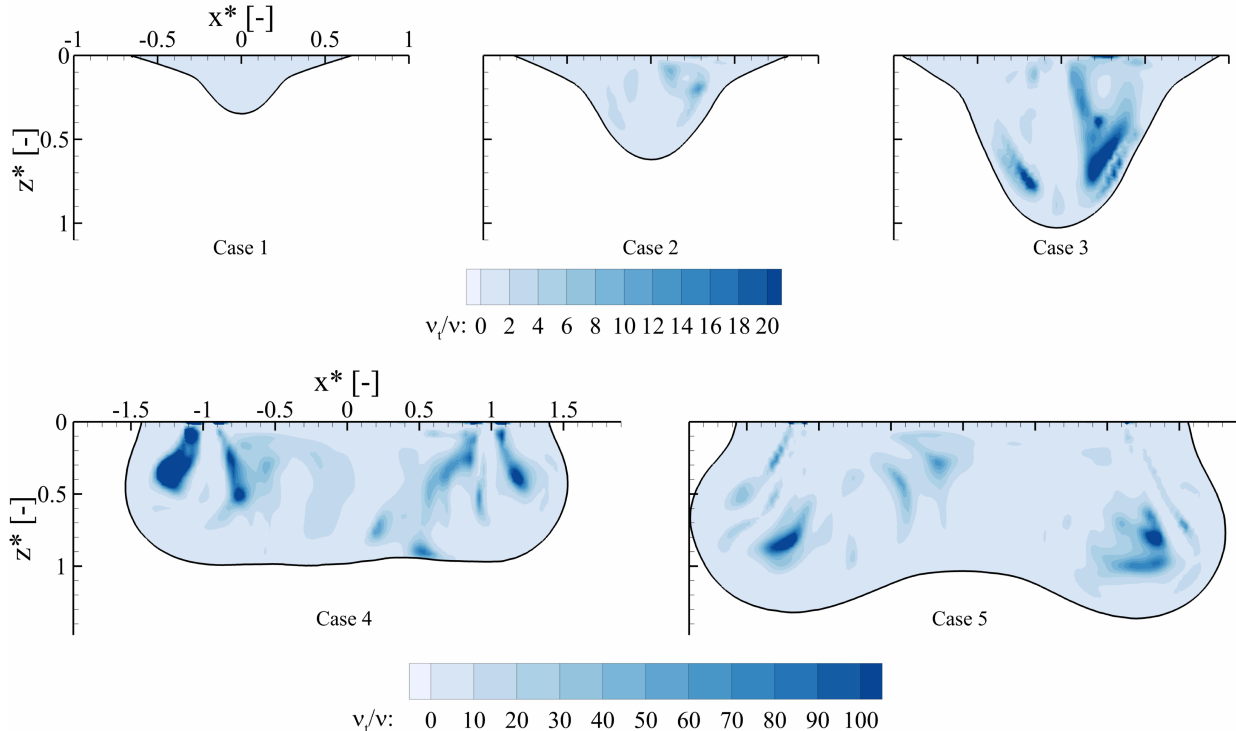 x* [-]
-1 -0.5 0 0.5 1
0
0.5
1
z* [-]
Case 1 Case 2 Case 3
νt/ν: 0 2 4 6 8 10 12 14 16 18 20
x* [-]
-1.5 -1 -0.5 0 0.5 1 1.5
0
0.5
1
z* [-]
Case 4 Case 5
νt/ν: 0 10 20 30 40 50 60 70 80 90 100